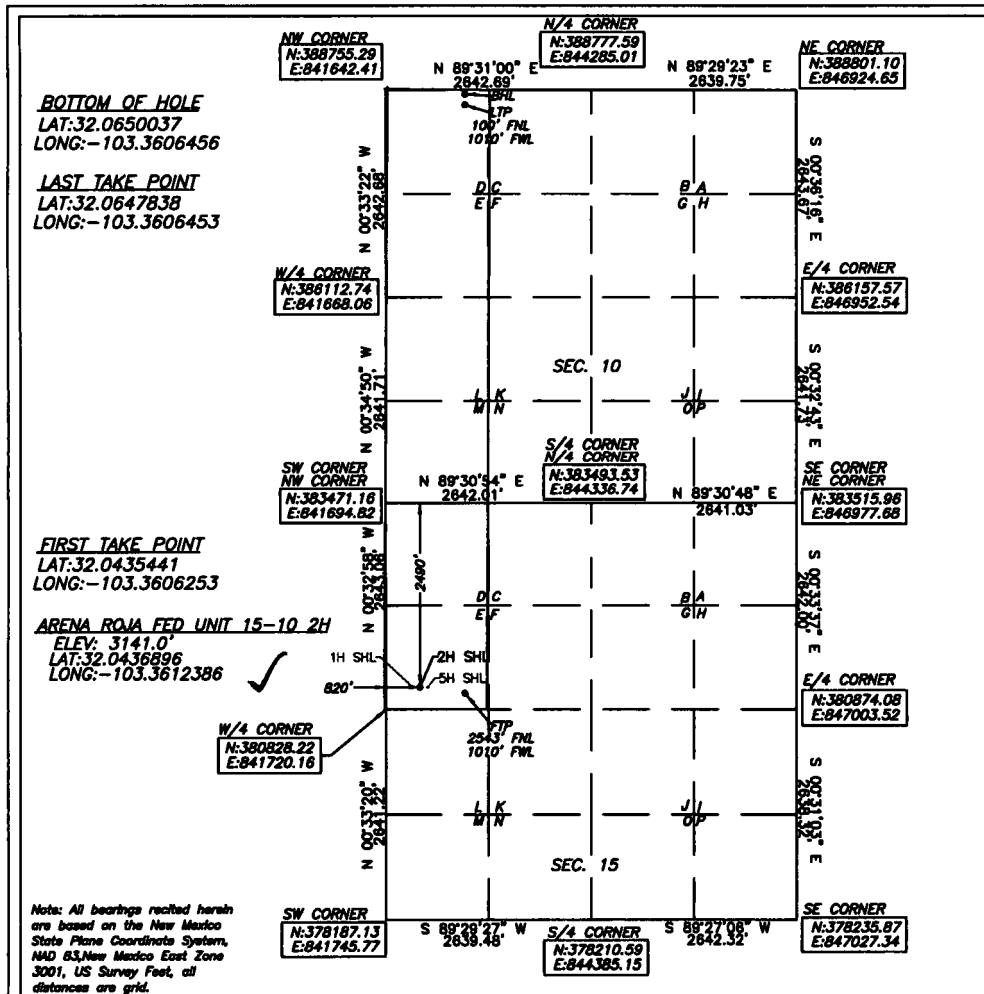 N/4 CORNER
N:388777.59
E:844285.01
NW CORNER
N:388755.29
E:841642.41
NE CORNER
N:388801.10
E:846924.65
N 89°31'00" E
2642.69'
N 89°29'23" E
2639.75'
BOTTOM OF HOLE
LAT:32.0650037
LONG:-103.3606456
BHL
LTP
100' FNL
1010' FWL
LAST TAKE POINT
LAT:32.0647838
LONG:-103.3606453
N 00°33'22" W
2642.68'
S 00°36'16" E
2643.67'
D C
E F
B A
G H
W/4 CORNER
N:386112.74
E:841668.06
E/4 CORNER
N:386157.57
E:846952.54
SEC. 10
N 00°34'50" W
2641.71'
S 00°32'43" E
2641.73'
L K
M N
J I
O P
SW CORNER
NW CORNER
N:383471.16
E:841694.82
S/4 CORNER
N/4 CORNER
N:383493.53
E:844336.74
SE CORNER
NE CORNER
N:383515.96
E:846977.68
N 89°30'54" E
2642.01'
N 89°30'48" E
2641.03'
FIRST TAKE POINT
LAT:32.0435441
LONG:-103.3606253
N 00°32'58" W
2643.06'
2490'
S 00°33'37" E
2642.00'
D C
E F
B A
G H
ARENA ROJA FED UNIT 15-10 2H
ELEV: 3141.0'
LAT:32.0436896
LONG:-103.3612386
1H SHL
2H SHL
5H SHL
820'
W/4 CORNER
N:380828.22
E:841720.16
E/4 CORNER
N:380874.08
E:847003.52
FTP
2543' FNL
1010' FWL
N 00°33'20" W
2641.22'
S 00°31'03" E
2638.32'
L K
M N
J I
O P
SEC. 15
Note: All bearings recited herein
are based on the New Mexico
State Plane Coordinate System,
NAD 83,New Mexico East Zone
3001, US Survey Feet, all
distances are grid.
SW CORNER
N:378187.13
E:841745.77
S 89°29'27" W
2639.48'
S/4 CORNER
N:378210.59
E:844385.15
S 89°27'08" W
2642.32'
SE CORNER
N:378235.87
E:847027.34